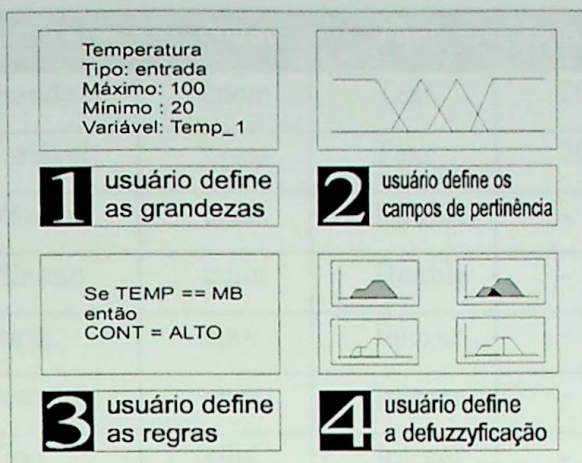 Temperatura
Tipo: entrada
Máximo: 100
Mínimo : 20
Variável: Temp_1
1 usuário define
as grandezas
2 usuário define os
campos de pertinência
Se TEMP == MB
então
CONT = ALTO
3 usuário define
as regras
4 usuário define
a defuzzyficação